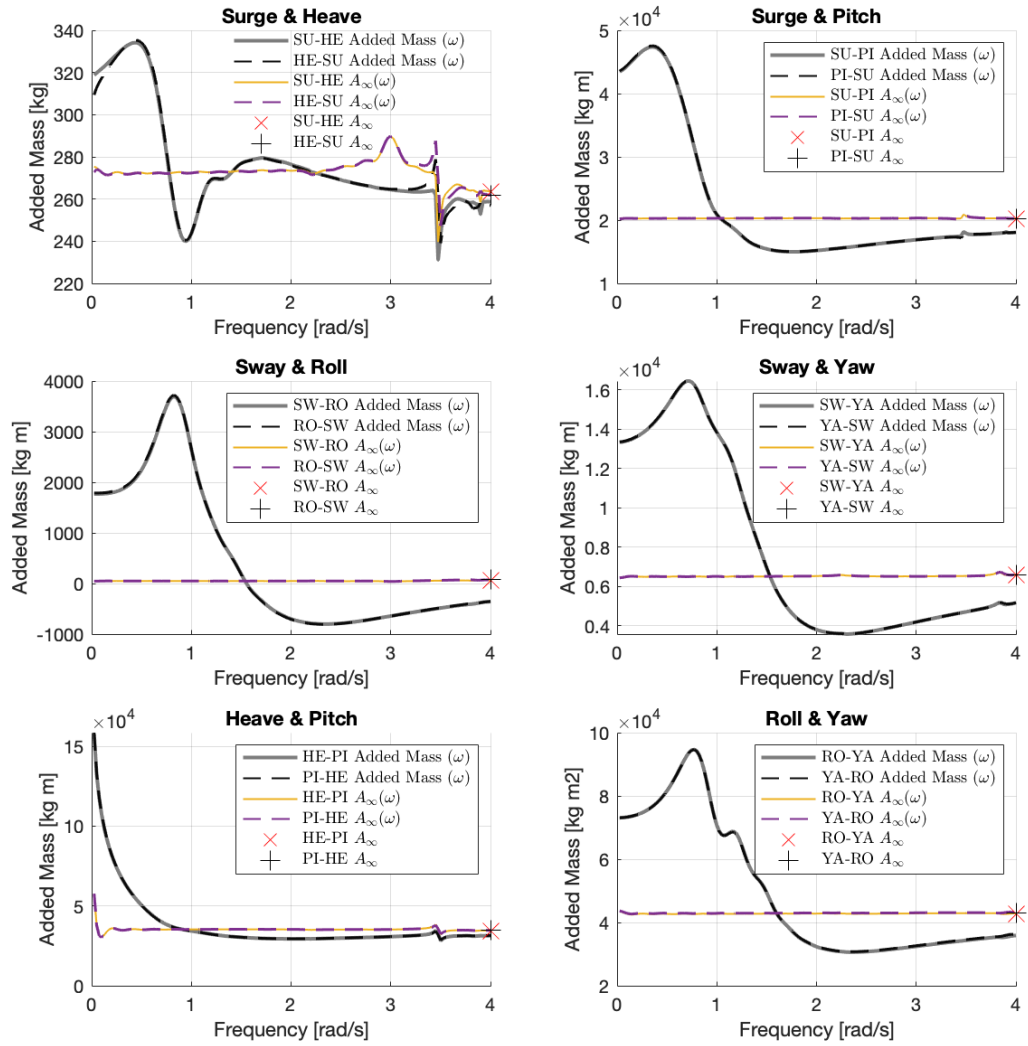 Surge & Heave
340
320
300
280
260
240
220
Added Mass [kg]
SU-HE Added Mass (ω)
HE-SU Added Mass (ω)
SU-HE A∞(ω)
HE-SU A∞(ω)
SU-HE A∞
HE-SU A∞
0 1 2 3 4
Frequency [rad/s]
Surge & Pitch
×10⁴
5
4
3
2
1
Added Mass [kg m]
SU-PI Added Mass (ω)
PI-SU Added Mass (ω)
SU-PI A∞(ω)
PI-SU A∞(ω)
SU-PI A∞
PI-SU A∞
0 1 2 3 4
Frequency [rad/s]
Sway & Roll
4000
3000
2000
1000
0
-1000
Added Mass [kg m]
SW-RO Added Mass (ω)
RO-SW Added Mass (ω)
SW-RO A∞(ω)
RO-SW A∞(ω)
SW-RO A∞
RO-SW A∞
0 1 2 3 4
Frequency [rad/s]
Sway & Yaw
×10⁴
1.6
1.4
1.2
1
0.8
0.6
0.4
Added Mass [kg m]
SW-YA Added Mass (ω)
YA-SW Added Mass (ω)
SW-YA A∞(ω)
YA-SW A∞(ω)
SW-YA A∞
YA-SW A∞
0 1 2 3 4
Frequency [rad/s]
Heave & Pitch
×10⁴
15
10
5
0
Added Mass [kg m]
HE-PI Added Mass (ω)
PI-HE Added Mass (ω)
HE-PI A∞(ω)
PI-HE A∞(ω)
HE-PI A∞
PI-HE A∞
0 1 2 3 4
Frequency [rad/s]
Roll & Yaw
×10⁴
10
8
6
4
2
Added Mass [kg m2]
RO-YA Added Mass (ω)
YA-RO Added Mass (ω)
RO-YA A∞(ω)
YA-RO A∞(ω)
RO-YA A∞
YA-RO A∞
0 1 2 3 4
Frequency [rad/s]